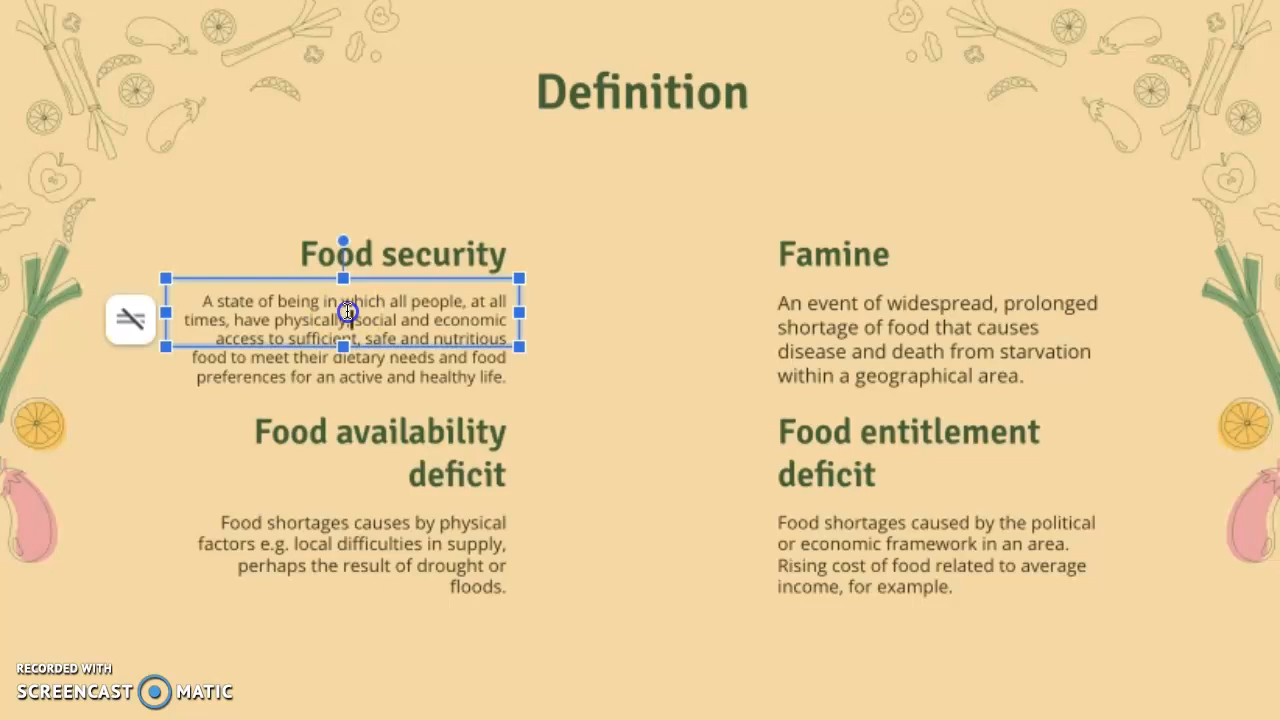 Definition
Food security
A state of being in which all people, at all
times, have physically, social and economic
access to sufficient, safe and nutritious
food to meet their dietary needs and food
preferences for an active and healthy life.
Famine
An event of widespread, prolonged
shortage of food that causes
disease and death from starvation
within a geographical area.
Food availability
deficit
Food shortages causes by physical
factors e.g. local difficulties in supply,
perhaps the result of drought or
floods.
Food entitlement
deficit
Food shortages caused by the political
or economic framework in an area.
Rising cost of food related to average
income, for example.
RECORDED WITH
SCREENCAST MATIC